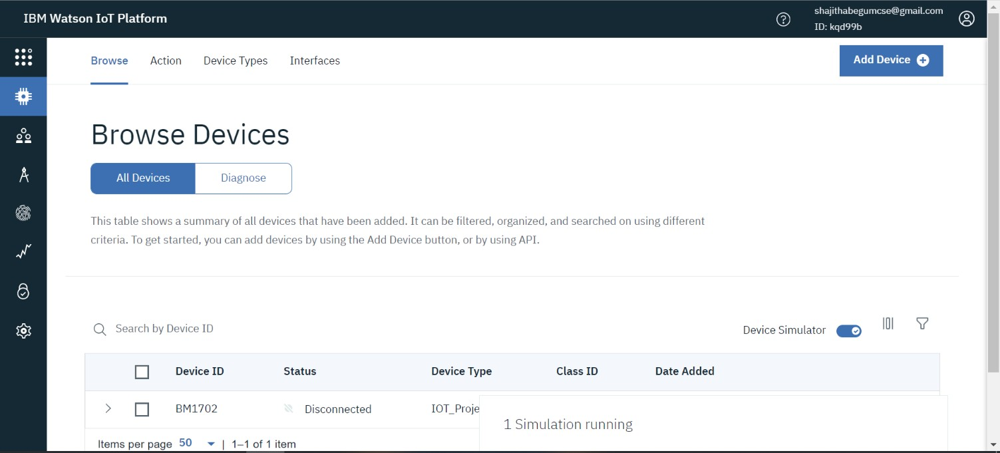 IBM Watson IoT Platform
shajithabegumcse@gmail.com
ID: kqd99b
Browse Action Device Types Interfaces
Add Device
Browse Devices
All Devices Diagnose
This table shows a summary of all devices that have been added. It can be filtered, organized, and searched on using different
criteria. To get started, you can add devices by using the Add Device button, or by using API.
Search by Device ID
Device Simulator
Device ID Status Device Type Class ID Date Added
BM1702 Disconnected IOT_Proje
1 Simulation running
Items per page 50 | 1–1 of 1 item